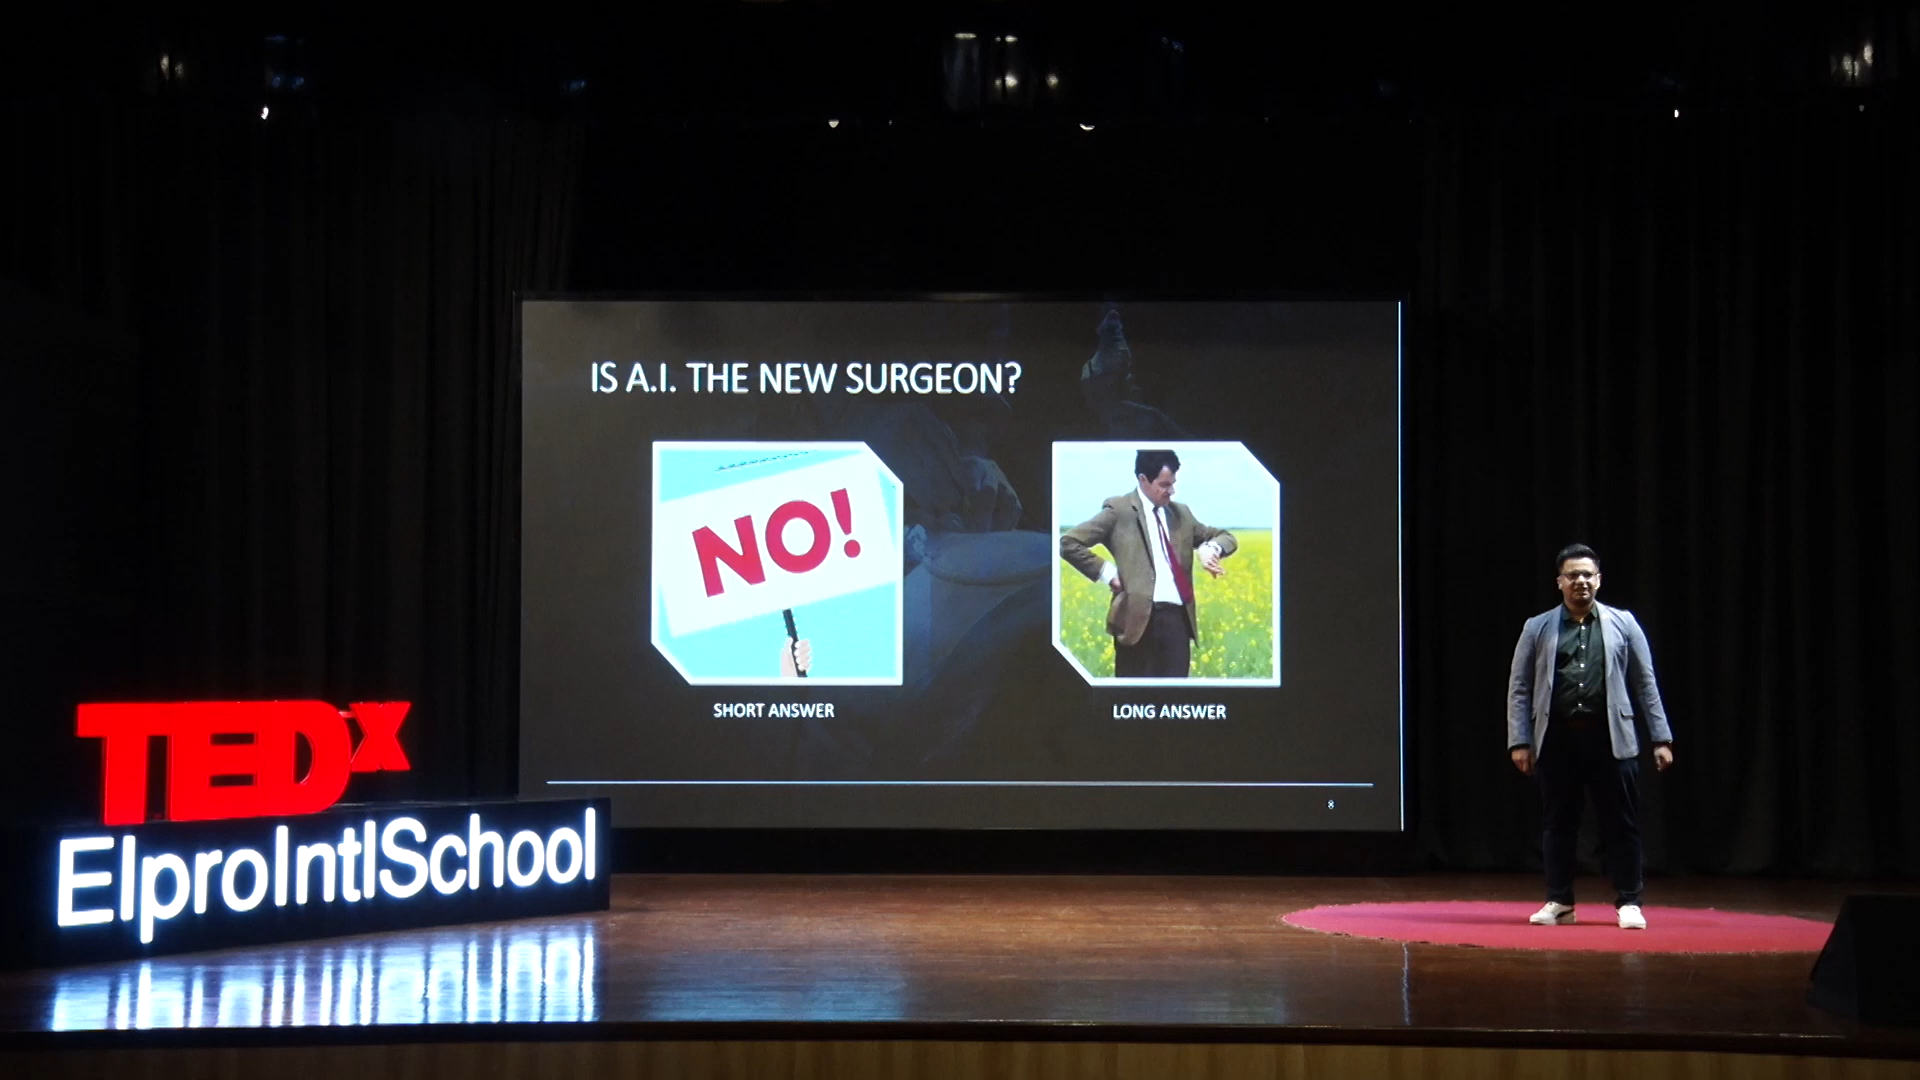 IS A.I. THE NEW SURGEON?
NO!
SHORT ANSWER
LONG ANSWER
8
TEDx
ElproIntlSchool